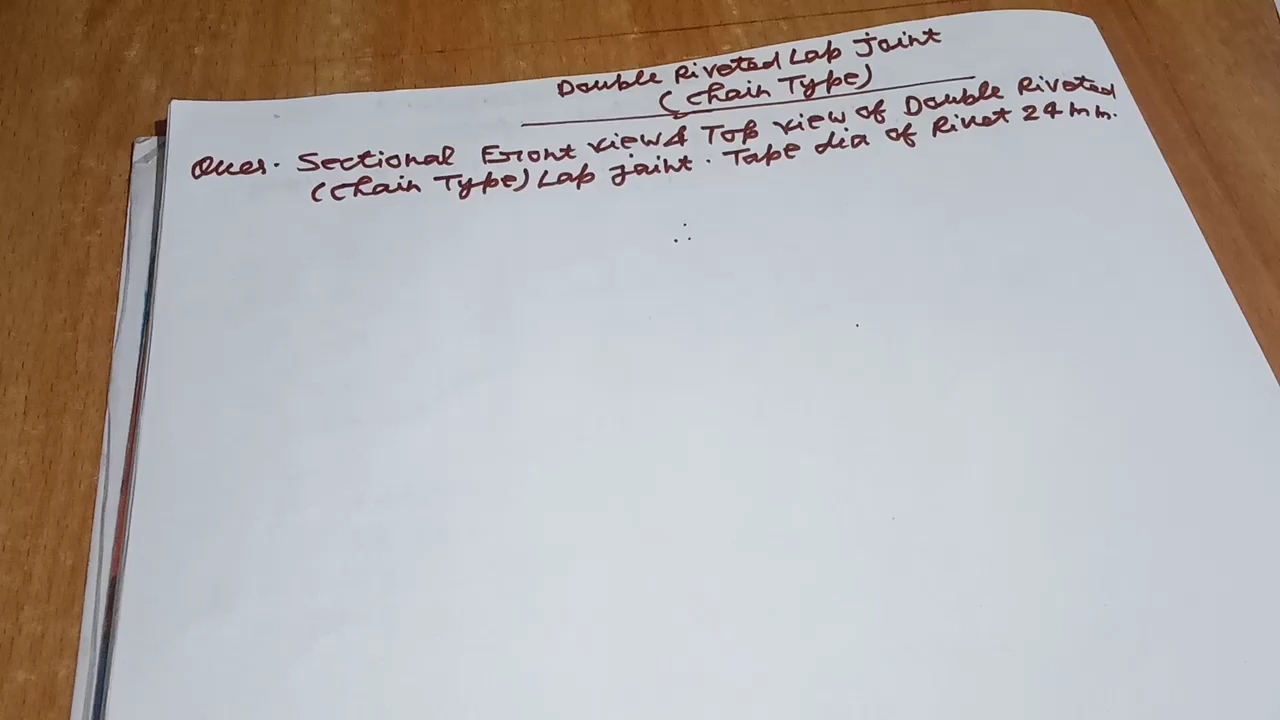 Double Riveted Lap joint
(Chain Type)
Ques. Sectional Front view & Top view of Double Riveted
(Chain Type) Lap joint. Take dia of Rivet 24 mm.